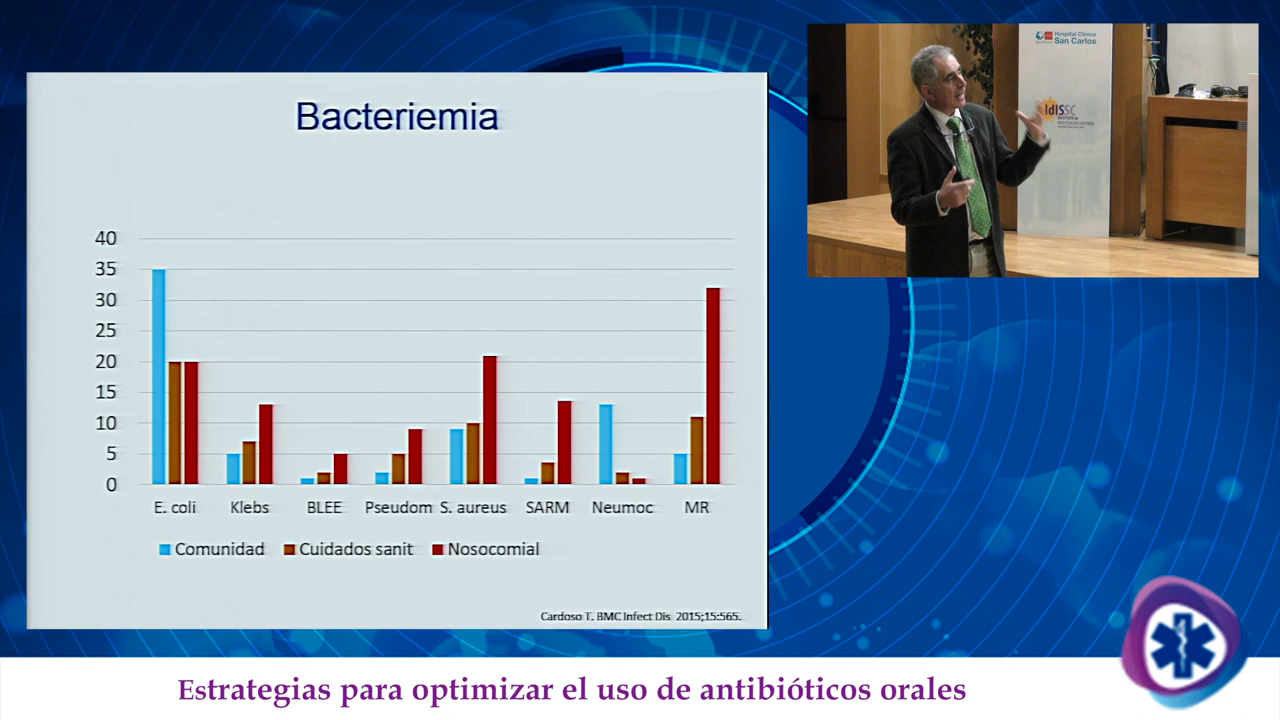 Bacteriemia
40
35
30
25
20
15
10
5
0
E. coli Klebs BLEE Pseudom S. aureus SARM Neumoc MR
Comunidad Cuidados sanit Nosocomial
Cardoso T. BMC Infect Dis 2015;15:565.
Hospital Clínico
San Carlos
IdISSC
Estrategias para optimizar el uso de antibióticos orales